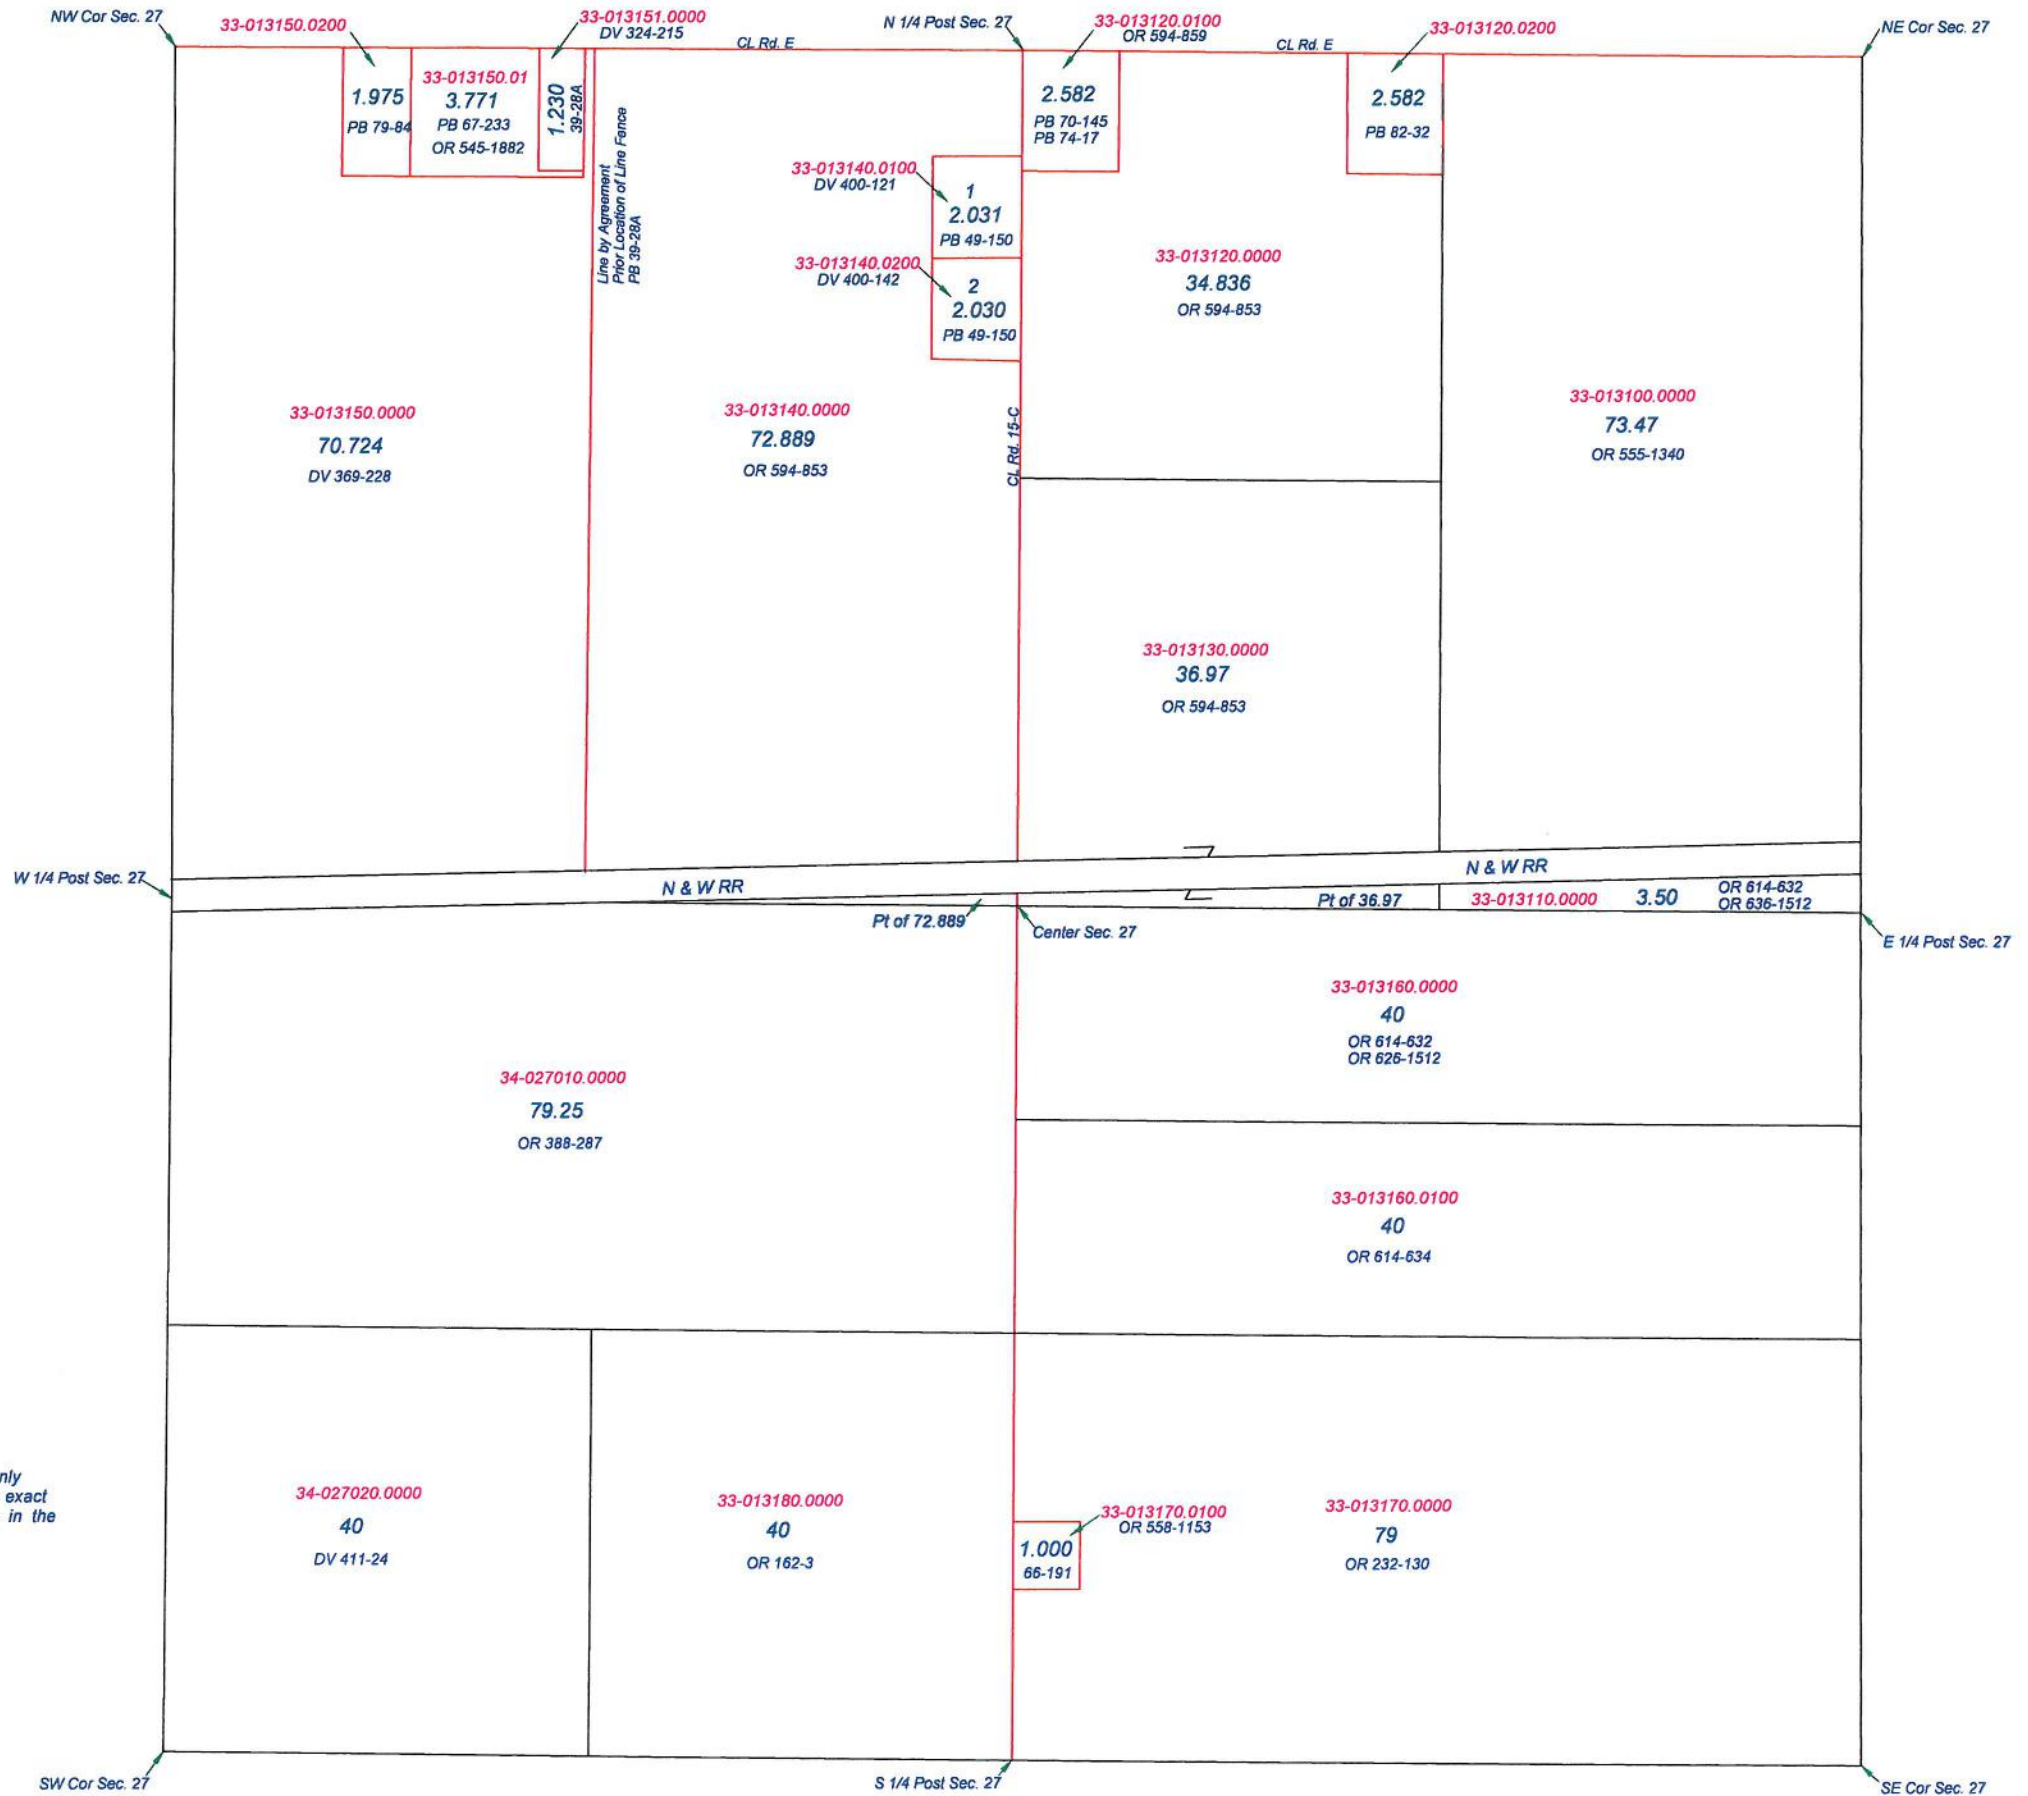 NW Cor Sec. 27
33-013150.0200
33-013151.0000
DV 324-215
CL Rd. E
N 1/4 Post Sec. 27
33-013120.0100
OR 594-859
CL Rd. E
33-013120.0200
NE Cor Sec. 27
1.975
PB 79-84
33-013150.01
3.771
PB 67-233
OR 545-1882
1.230
39-28A
Line by Agreement
Prior Location of Line Fence
PB 39-28A
2.582
PB 70-145
PB 74-17
2.582
PB 82-32
33-013140.0100
DV 400-121
1
2.031
PB 49-150
33-013140.0200
DV 400-142
2
2.030
PB 49-150
33-013120.0000
34.836
OR 594-853
33-013150.0000
70.724
DV 369-228
33-013140.0000
72.889
OR 594-853
CL Rd. 15-C
33-013100.0000
73.47
OR 555-1340
33-013130.0000
36.97
OR 594-853
W 1/4 Post Sec. 27
N & W RR
N & W RR
Pt of 72.889
Center Sec. 27
Pt of 36.97
33-013110.0000
3.50
OR 614-632
OR 636-1512
E 1/4 Post Sec. 27
33-013160.0000
40
OR 614-632
OR 626-1512
34-027010.0000
79.25
OR 388-287
33-013160.0100
40
OR 614-634
nly
exact
in the
34-027020.0000
40
DV 411-24
33-013180.0000
40
OR 162-3
33-013170.0100
OR 558-1153
1.000
66-191
33-013170.0000
79
OR 232-130
SW Cor Sec. 27
S 1/4 Post Sec. 27
SE Cor Sec. 27